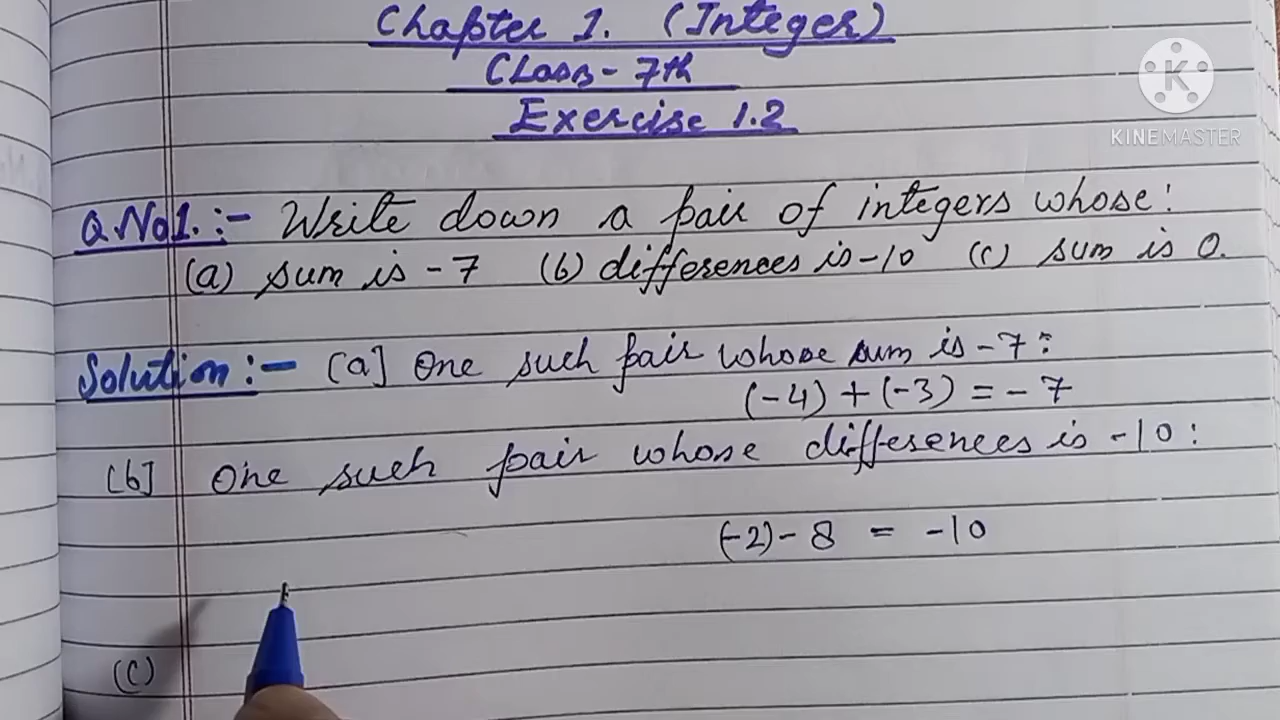 Chapter 1. (Integer)
Class - 7th
K
KINEMASTER
Exercise 1.2
Q.No1.:- Write down a pair of integers whose:
(a) sum is -7 (b) differences is -10 (c) sum is 0.
Solution:- [a] One such pair whose sum is -7:
(-4) + (-3) = -7
[b] One such pair whose differences is -10:
(-2) - 8 = -10
(c)